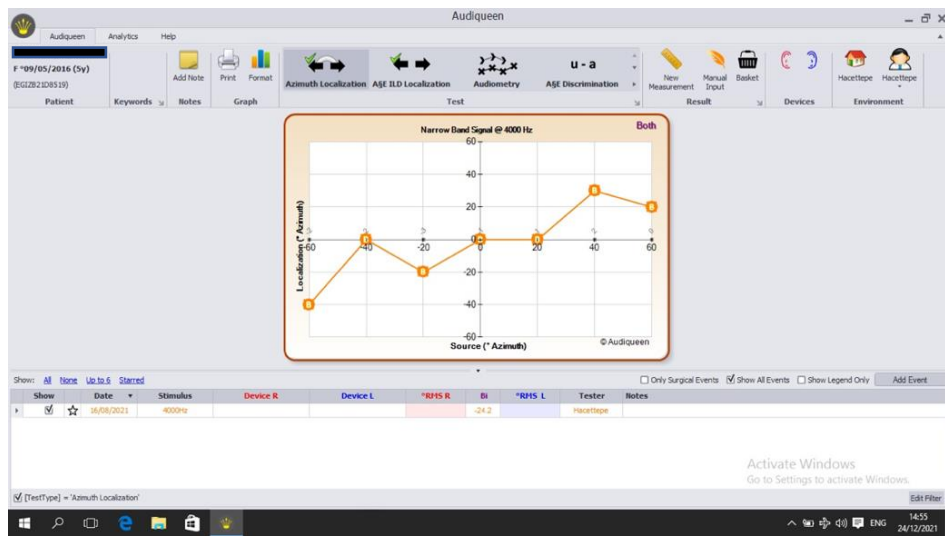 Audiqueen
Audiqueen Analytics Help
F *09/05/2016 (5y)
(EGIZB21D8519)
Add Note Print Format Azimuth Localization A§E ILD Localization Audiometry u - a A§E Discrimination New Measurement Manual Input Basket Hacettepe Hacettepe
Patient Keywords Notes Graph Test Result Devices Environment
Narrow Band Signal @ 4000 Hz
Both
60
40
20
0
-20
-40
-60
-60 -40 -20 0 20 40 60
B B B B B B B
Localization (° Azimuth)
Source (° Azimuth)
© Audiqueen
Show: All None Up to 6 Starred
Only Surgical Events Show All Events Show Legend Only Add Event
Show Date Stimulus Device R Device L °RMS R Bi °RMS L Tester Notes
16/08/2021 4000Hz -24.2 Hacettepe
Activate Windows
Go to Settings to activate Windows.
[TestType] = 'Azimuth Localization'
Edit Filter
ENG
14:55
24/12/2021